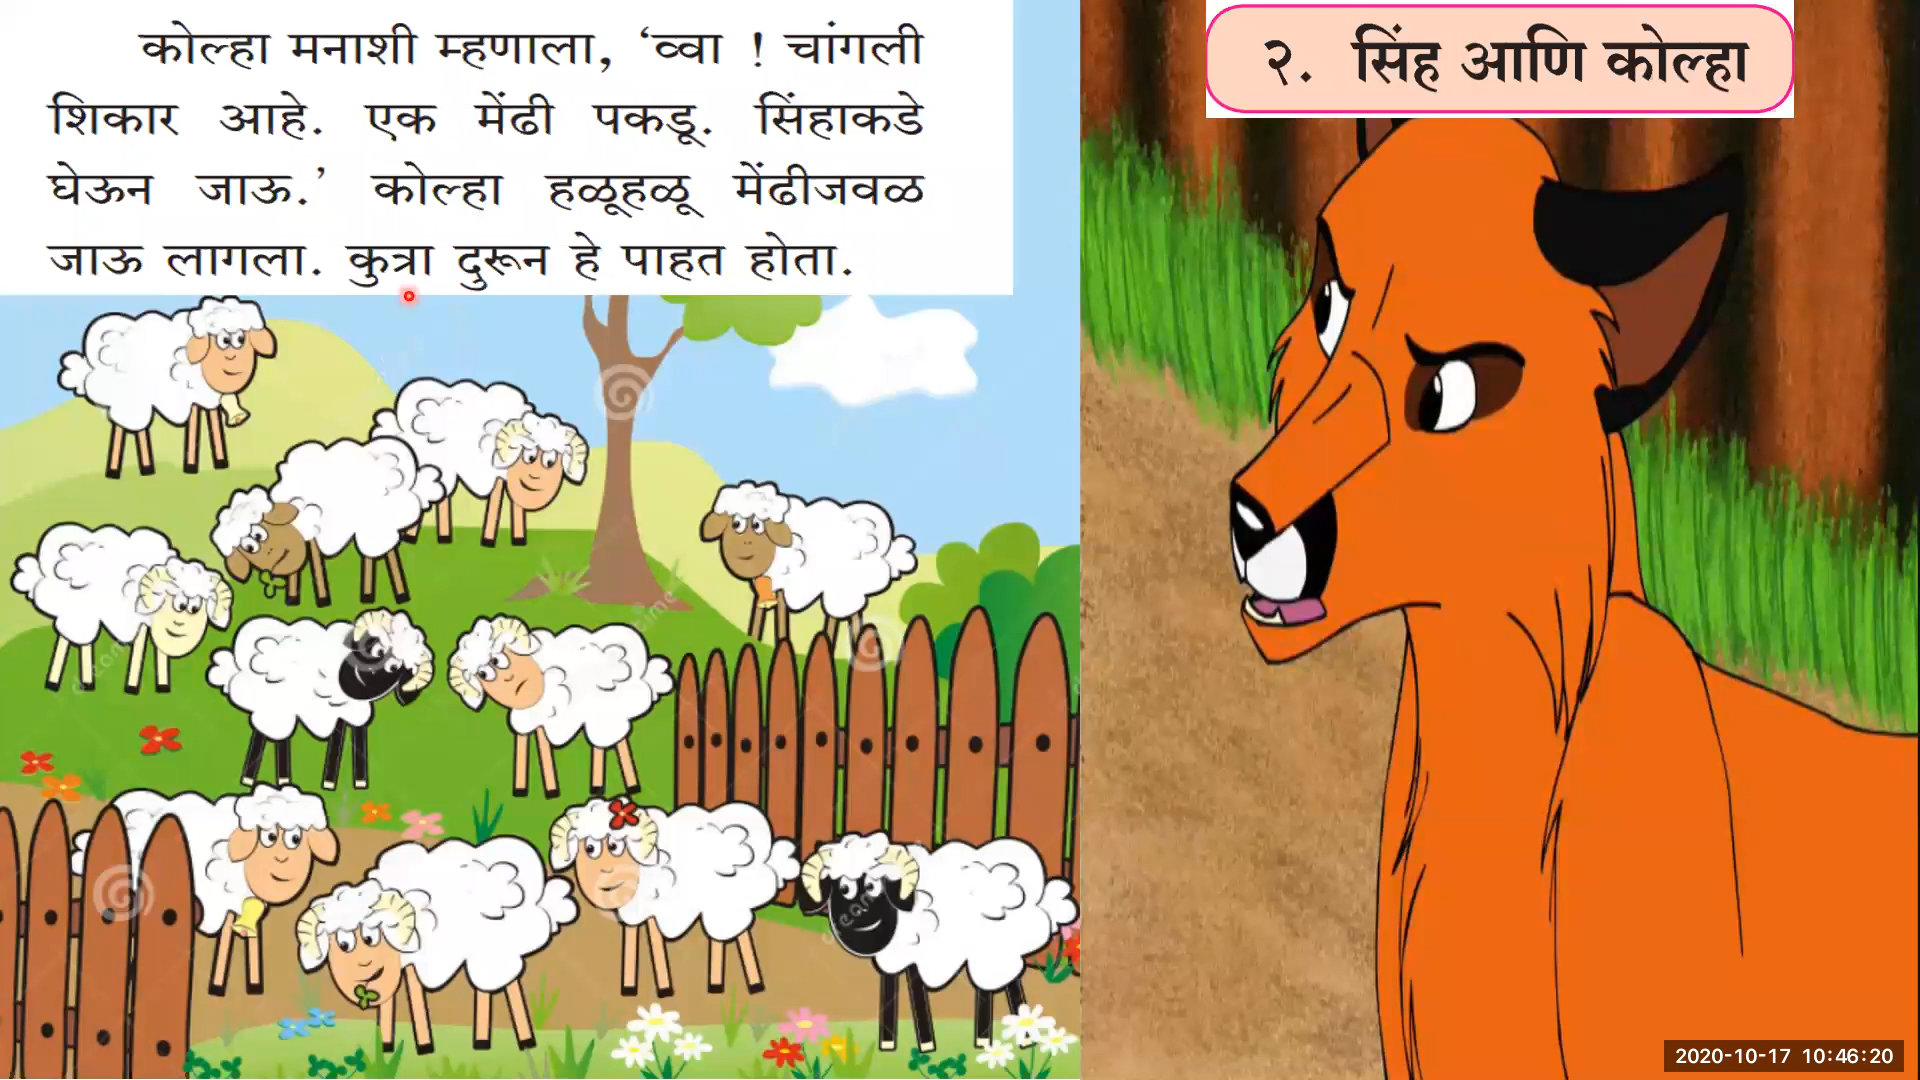 कोल्हा मनाशी म्हणाला, ‘व्वा ! चांगली
शिकार आहे. एक मेंढी पकडू. सिंहाकडे
घेऊन जाऊ.’ कोल्हा हळूहळू मेंढीजवळ
जाऊ लागला. कुत्रा दुरून हे पाहत होता.
२. सिंह आणि कोल्हा
2020-10-17 10:46:20